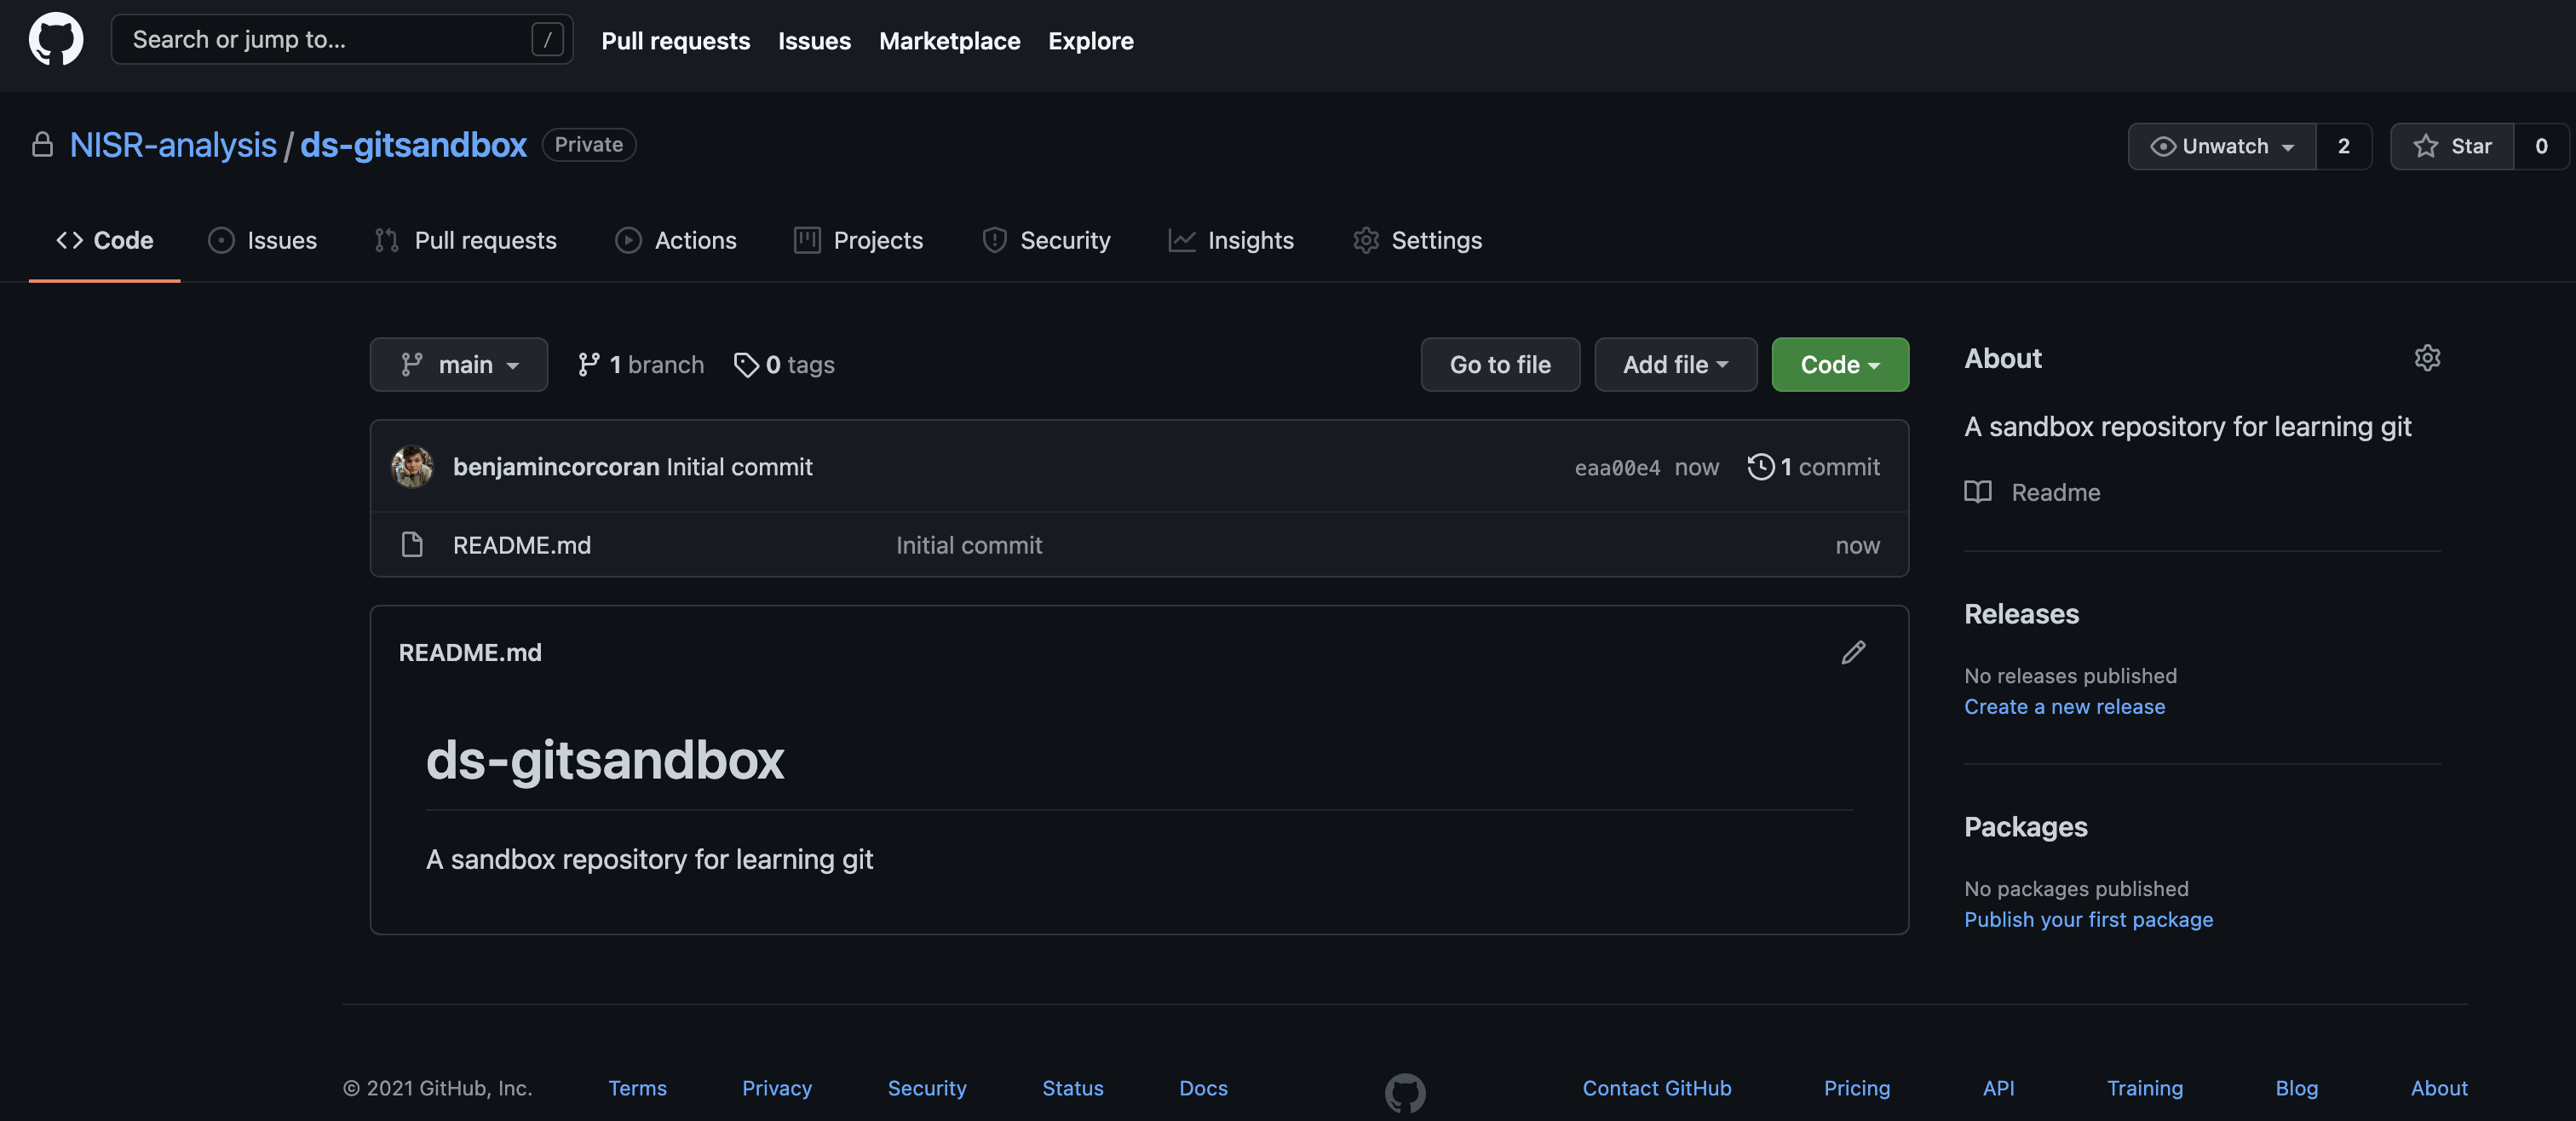 Search or jump to... / Pull requests Issues Marketplace Explore
NISR-analysis / ds-gitsandbox Private Unwatch 2 Star 0
Code Issues Pull requests Actions Projects Security Insights Settings
main 1 branch 0 tags Go to file Add file Code
benjamincorcoran Initial commit eaa00e4 now 1 commit
README.md Initial commit now
README.md
ds-gitsandbox
A sandbox repository for learning git
About
A sandbox repository for learning git
Readme
Releases
No releases published
Create a new release
Packages
No packages published
Publish your first package
© 2021 GitHub, Inc. Terms Privacy Security Status Docs Contact GitHub Pricing API Training Blog About